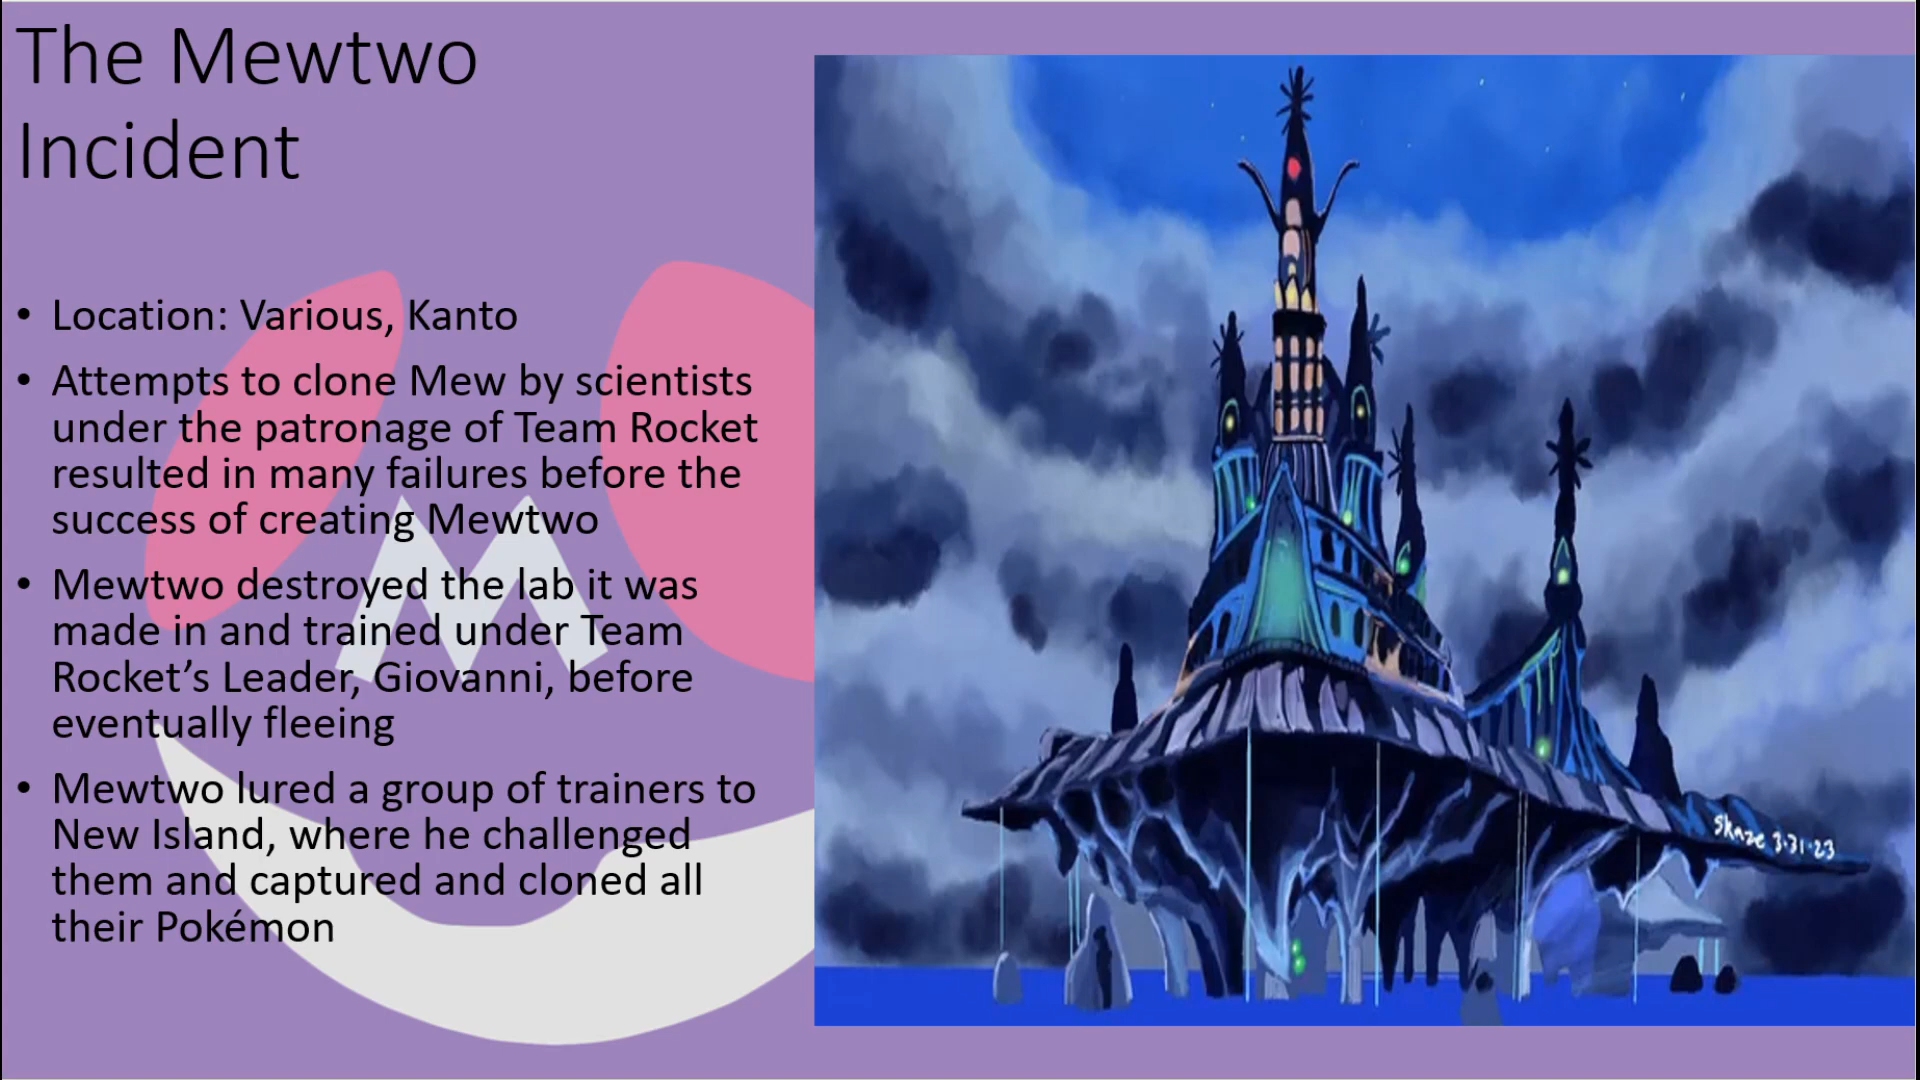 The Mewtwo
Incident
• Location: Various, Kanto
• Attempts to clone Mew by scientists
under the patronage of Team Rocket
resulted in many failures before the
success of creating Mewtwo
• Mewtwo destroyed the lab it was
made in and trained under Team
Rocket’s Leader, Giovanni, before
eventually fleeing
• Mewtwo lured a group of trainers to
New Island, where he challenged
them and captured and cloned all
their Pokémon
M
Skaze 3·31·23